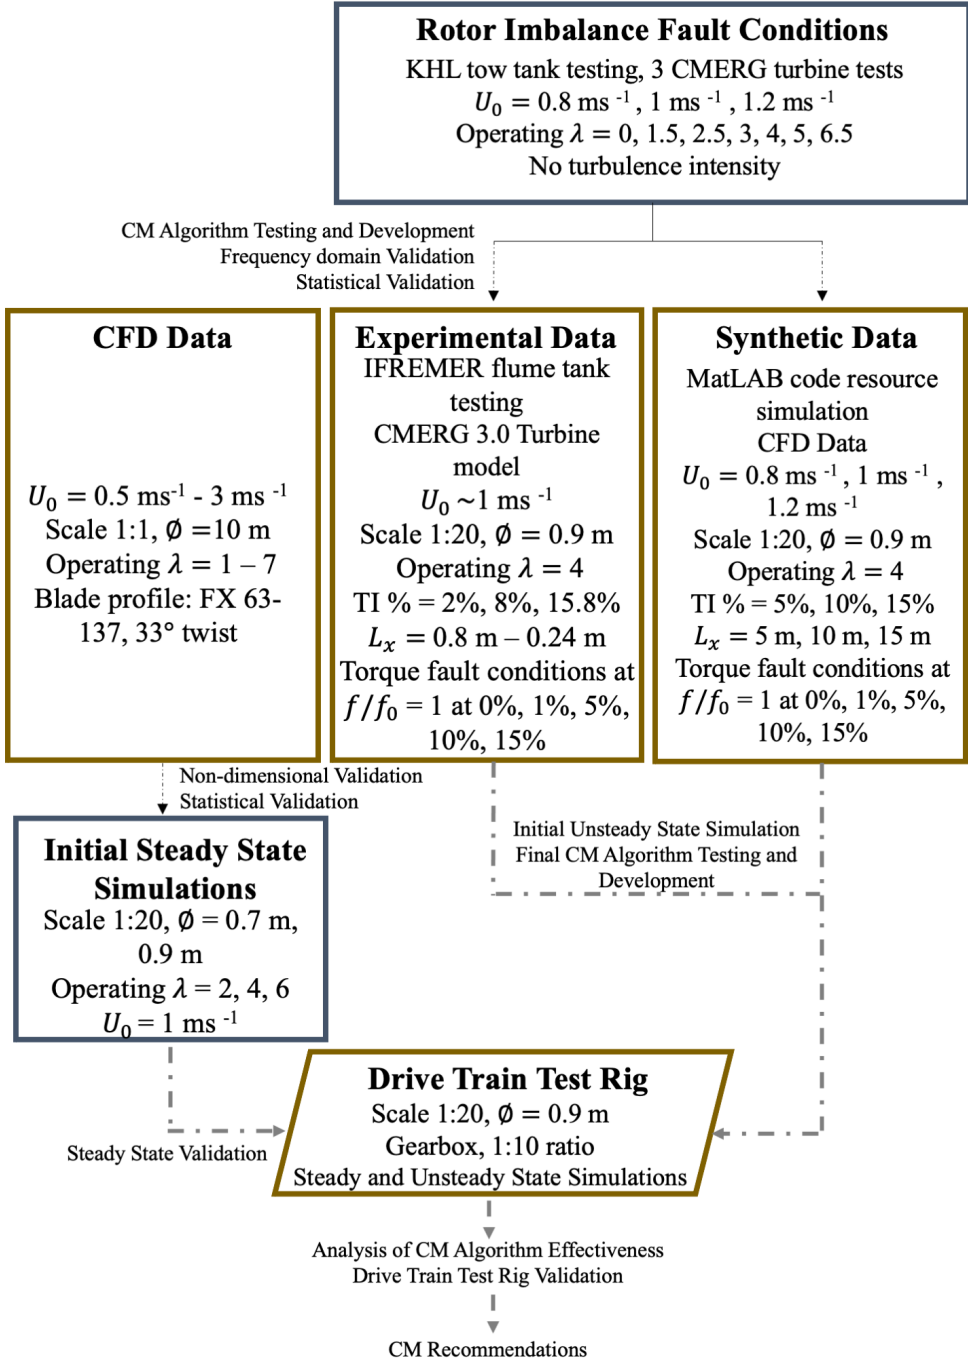 Rotor Imbalance Fault Conditions
KHL tow tank testing, 3 CMERG turbine tests
U₀ = 0.8 ms ⁻¹ , 1 ms ⁻¹ , 1.2 ms ⁻¹
Operating λ = 0, 1.5, 2.5, 3, 4, 5, 6.5
No turbulence intensity
CM Algorithm Testing and Development
Frequency domain Validation
Statistical Validation
CFD Data
U₀ = 0.5 ms⁻¹ - 3 ms ⁻¹
Scale 1:1, Ø =10 m
Operating λ = 1 – 7
Blade profile: FX 63-
137, 33° twist
Experimental Data
IFREMER flume tank
testing
CMERG 3.0 Turbine
model
U₀ ~1 ms ⁻¹
Scale 1:20, Ø = 0.9 m
Operating λ = 4
TI % = 2%, 8%, 15.8%
Lₓ = 0.8 m – 0.24 m
Torque fault conditions at
f/f₀ = 1 at 0%, 1%, 5%,
10%, 15%
Synthetic Data
MatLAB code resource
simulation
CFD Data
U₀ = 0.8 ms ⁻¹ , 1 ms ⁻¹ ,
1.2 ms ⁻¹
Scale 1:20, Ø = 0.9 m
Operating λ = 4
TI % = 5%, 10%, 15%
Lₓ = 5 m, 10 m, 15 m
Torque fault conditions at
f/f₀ = 1 at 0%, 1%, 5%,
10%, 15%
Non-dimensional Validation
Statistical Validation
Initial Unsteady State Simulation
Final CM Algorithm Testing and
Development
Initial Steady State
Simulations
Scale 1:20, Ø = 0.7 m,
0.9 m
Operating λ = 2, 4, 6
U₀ = 1 ms ⁻¹
Steady State Validation
Drive Train Test Rig
Scale 1:20, Ø = 0.9 m
Gearbox, 1:10 ratio
Steady and Unsteady State Simulations
Analysis of CM Algorithm Effectiveness
Drive Train Test Rig Validation
CM Recommendations